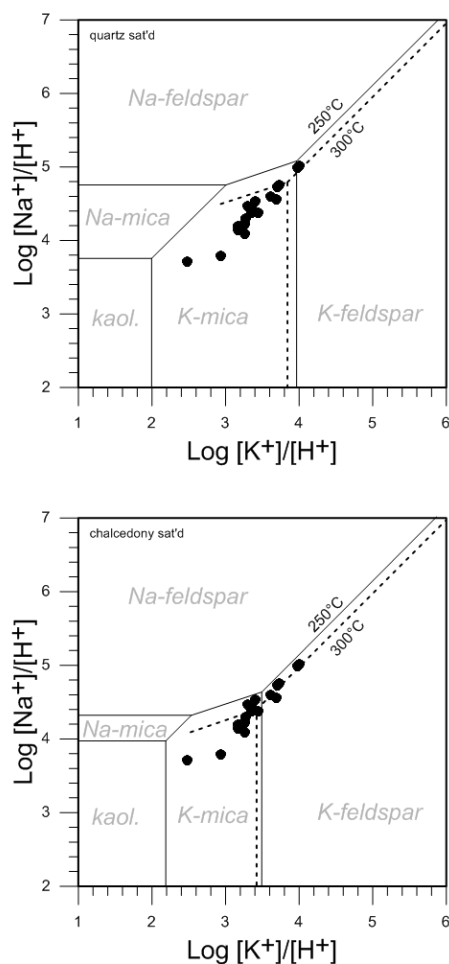 7
quartz sat'd
Na-feldspar
6
250°C
300°C
5
Na-mica
Log [Na+]/[H+]
4
kaol.
K-mica
K-feldspar
3
2
1 2 3 4 5 6
Log [K+]/[H+]
7
chalcedony sat'd
Na-feldspar
6
250°C
300°C
5
Na-mica
Log [Na+]/[H+]
4
kaol.
K-mica
K-feldspar
3
2
1 2 3 4 5 6
Log [K+]/[H+]